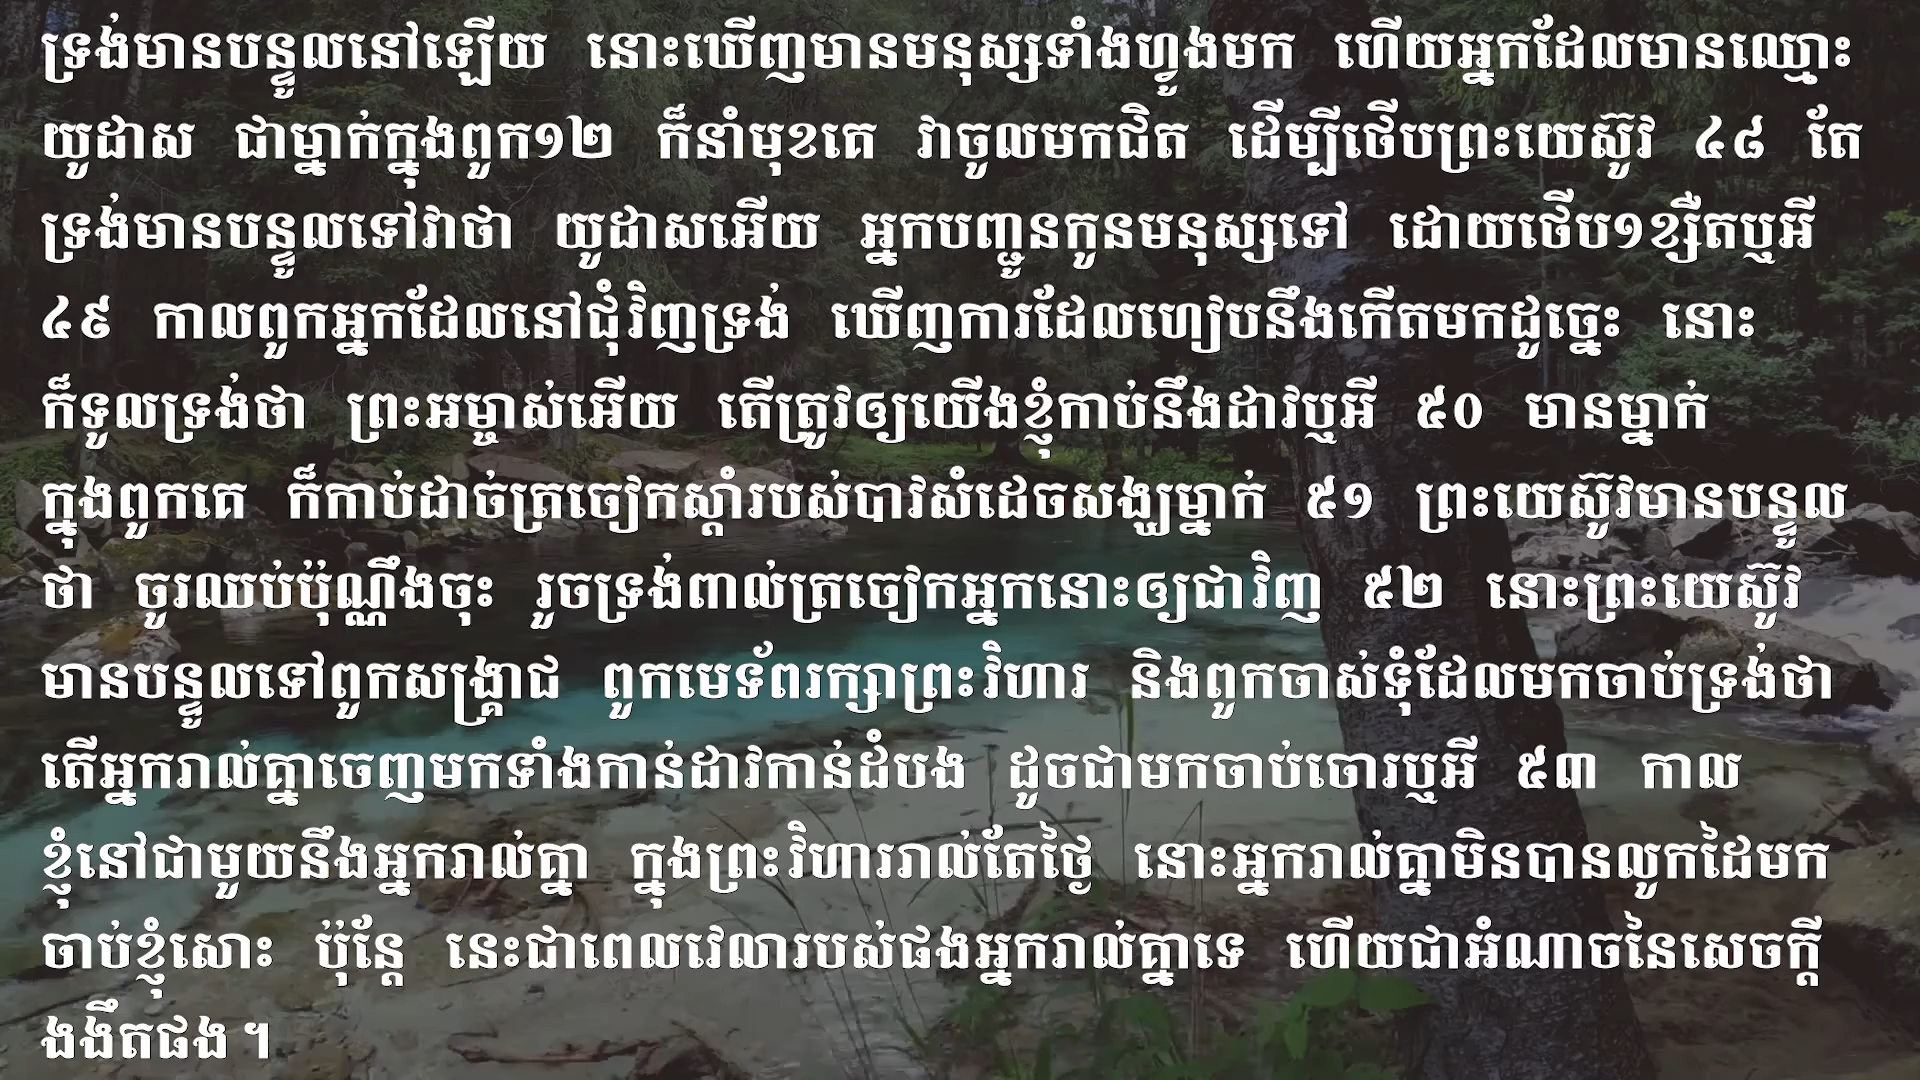 ទ្រង់មានបន្ទូលនៅឡើយ នោះឃើញមានមនុស្សទាំងហ្វូងមក ហើយអ្នកដែលមានឈ្មោះ
យូដាស ជាម្នាក់ក្នុងពួក១២ ក៏នាំមុខគេ វាចូលមកជិត ដើម្បីថើបព្រះយេស៊ូវ ៤៨ តែ
ទ្រង់មានបន្ទូលទៅវាថា យូដាសអើយ អ្នកបញ្ជូនកូនមនុស្សទៅ ដោយថើប១ខ្សឺតឬអី
៤៩ កាលពួកអ្នកដែលនៅជុំវិញទ្រង់ ឃើញការដែលហៀបនឹងកើតមកដូច្នេះ នោះ
ក៏ទូលទ្រង់ថា ព្រះអម្ចាស់អើយ តើត្រូវឲ្យយើងខ្ញុំកាប់នឹងដាវឬអី ៥០ មានម្នាក់
ក្នុងពួកគេ ក៏កាប់ដាច់ត្រចៀកស្តាំរបស់បាវសំដេចសង្ឃម្នាក់ ៥១ ព្រះយេស៊ូវមានបន្ទូល
ថា ចូរឈប់ប៉ុណ្ណឹងចុះ រួចទ្រង់ពាល់ត្រចៀកអ្នកនោះឲ្យជាវិញ ៥២ នោះព្រះយេស៊ូវ
មានបន្ទូលទៅពួកសង្គ្រាជ ពួកមេទ័ពរក្សាព្រះវិហារ និងពួកចាស់ទុំដែលមកចាប់ទ្រង់ថា
តើអ្នករាល់គ្នាចេញមកទាំងកាន់ដាវកាន់ដំបង ដូចជាមកចាប់ចោរឬអី ៥៣ កាល
ខ្ញុំនៅជាមួយនឹងអ្នករាល់គ្នា ក្នុងព្រះវិហាររាល់តែថ្ងៃ នោះអ្នករាល់គ្នាមិនបានលូកដៃមក
ចាប់ខ្ញុំសោះ ប៉ុន្តែ នេះជាពេលវេលារបស់ផងអ្នករាល់គ្នាទេ ហើយជាអំណាចនៃសេចក្តី
ងងឹតផង។